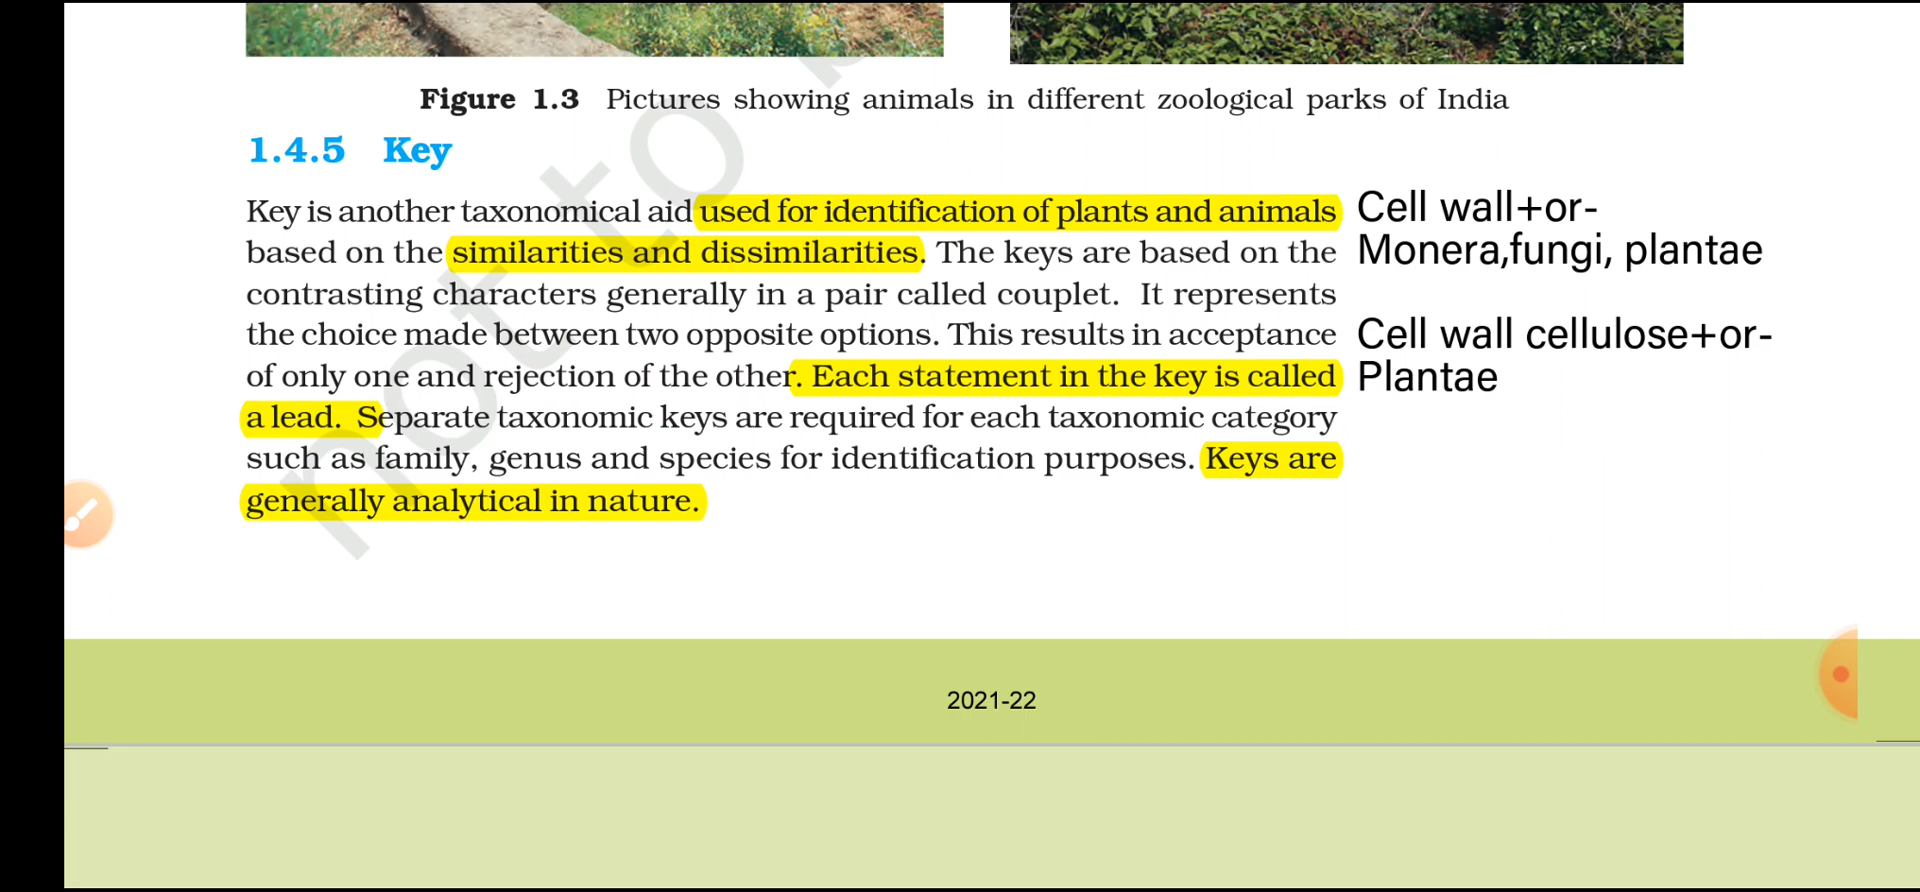 Figure 1.3 Pictures showing animals in different zoological parks of India
1.4.5 Key
Key is another taxonomical aid used for identification of plants and animals
based on the similarities and dissimilarities. The keys are based on the
contrasting characters generally in a pair called couplet. It represents
the choice made between two opposite options. This results in acceptance
of only one and rejection of the other. Each statement in the key is called
a lead. Separate taxonomic keys are required for each taxonomic category
such as family, genus and species for identification purposes. Keys are
generally analytical in nature.
Cell wall+or-
Monera,fungi, plantae
Cell wall cellulose+or-
Plantae
not to
2021-22